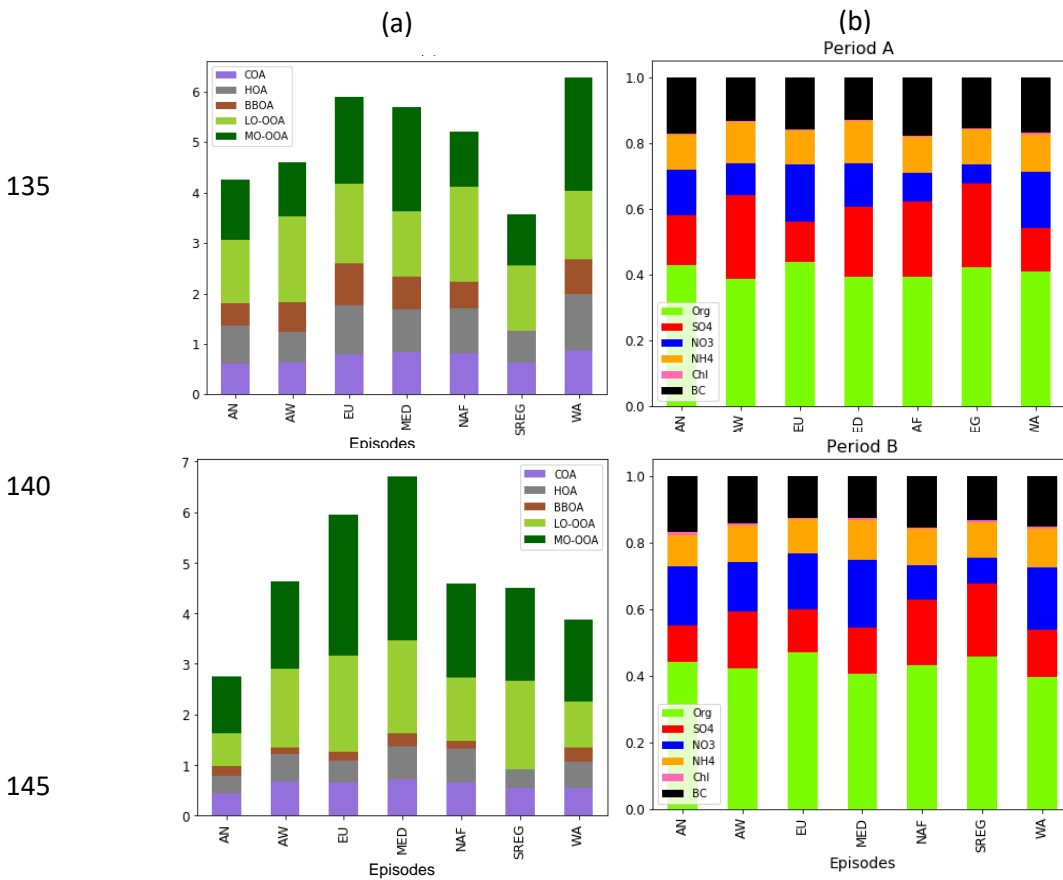 (a)
(b)
135
140
145
COA
HOA
BBOA
LO-OOA
MO-OOA
6
5
4
3
2
1
0
AN
AW
EU
MED
NAF
SREG
WA
Episodes
Period A
1.0
0.8
0.6
0.4
0.2
0.0
Org
SO4
NO3
NH4
Chl
BC
AN
AW
EU
ED
AF
EG
WA
7
6
5
4
3
2
1
0
COA
HOA
BBOA
LO-OOA
MO-OOA
AN
AW
EU
MED
NAF
SREG
WA
Episodes
Period B
1.0
0.8
0.6
0.4
0.2
0.0
Org
SO4
NO3
NH4
Chl
BC
AN
AW
EU
MED
NAF
SREG
WA
Episodes